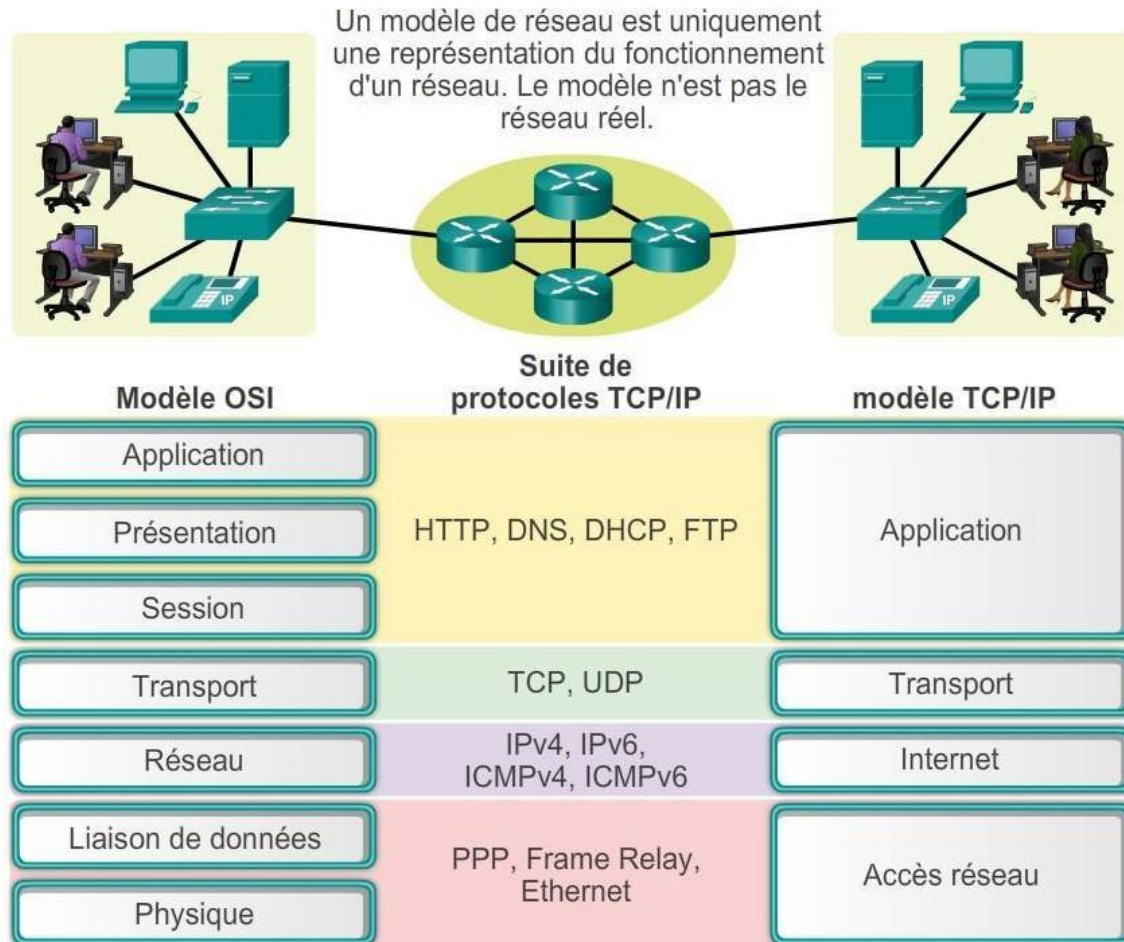 Un modèle de réseau est uniquement
une représentation du fonctionnement
d'un réseau. Le modèle n'est pas le
réseau réel.
IP
IP
Modèle OSI
Suite de
protocoles TCP/IP
modèle TCP/IP
Application
Présentation
Session
HTTP, DNS, DHCP, FTP
Application
Transport
TCP, UDP
Transport
Réseau
IPv4, IPv6,
ICMPv4, ICMPv6
Internet
Liaison de données
Physique
PPP, Frame Relay,
Ethernet
Accès réseau